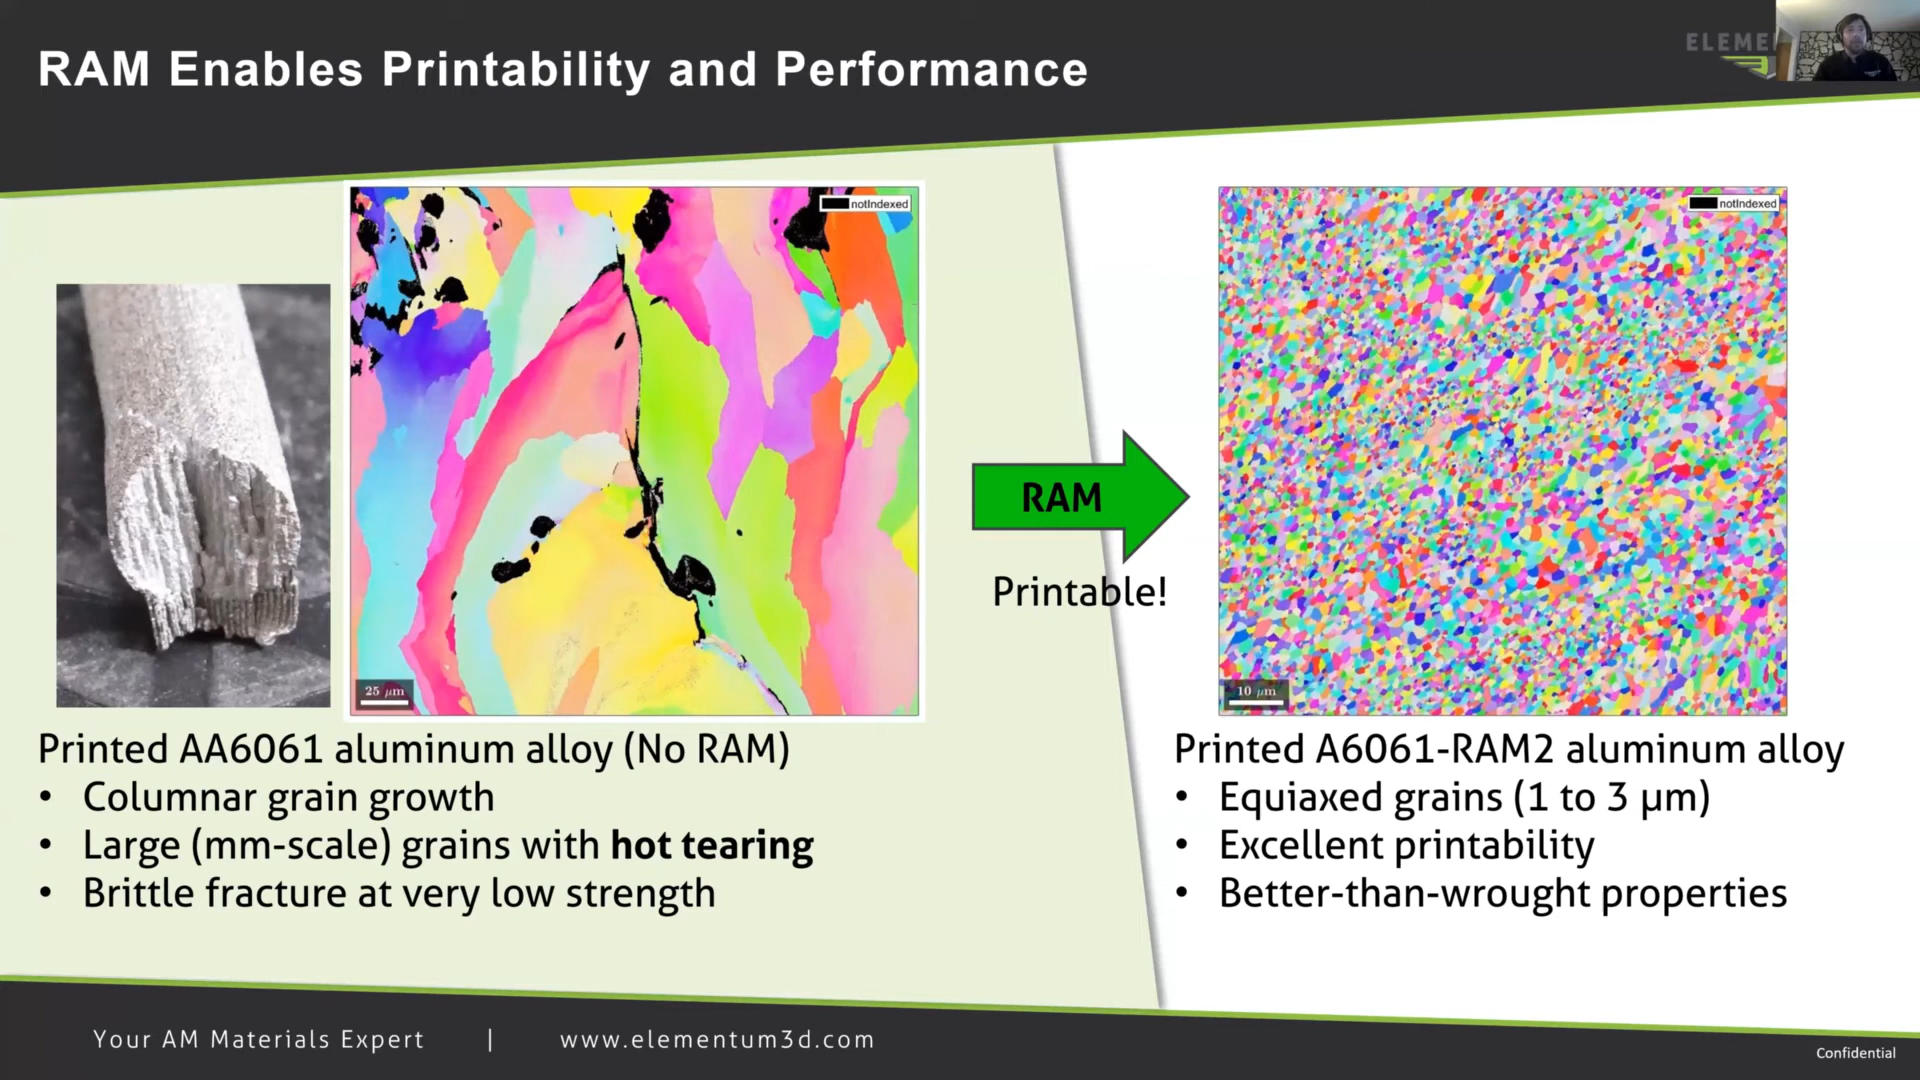 RAM Enables Printability and Performance
ELEME
notIndexed
notIndexed
RAM
Printable!
25 μm
10 μm
Printed AA6061 aluminum alloy (No RAM)
• Columnar grain growth
• Large (mm-scale) grains with hot tearing
• Brittle fracture at very low strength
Printed A6061-RAM2 aluminum alloy
• Equiaxed grains (1 to 3 μm)
• Excellent printability
• Better-than-wrought properties
Your AM Materials Expert | www.elementum3d.com
Confidential